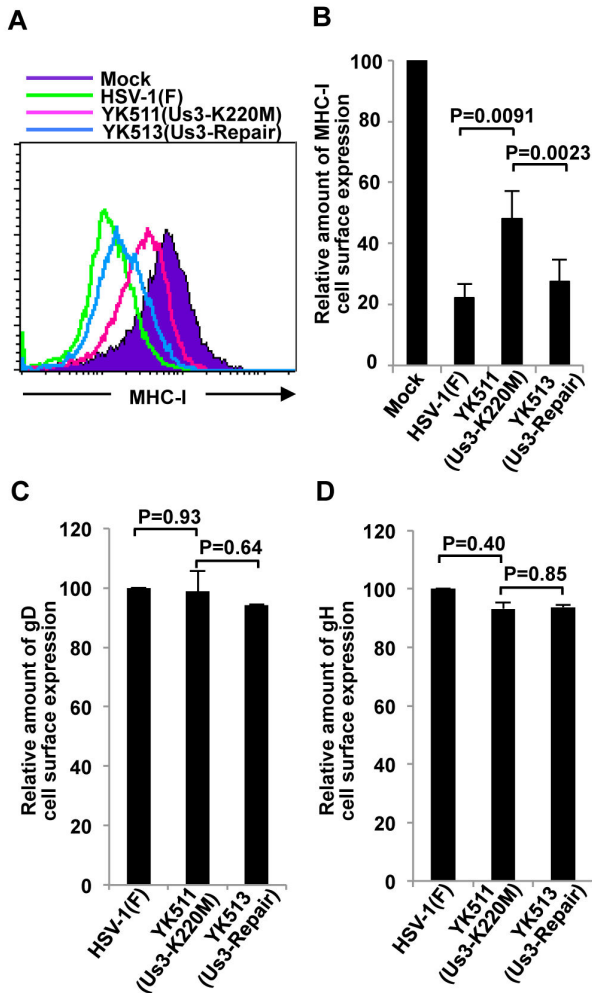 A
Mock
HSV-1(F)
YK511(Us3-K220M)
YK513(Us3-Repair)
MHC-I
B
Relative amount of MHC-I
cell surface expression
100
80
60
40
20
0
P=0.0091
P=0.0023
Mock
HSV-1(F)
YK511
(Us3-K220M)
YK513
(Us3-Repair)
C
Relative amount of gD
cell surface expression
120
100
80
60
40
20
0
P=0.93
P=0.64
HSV-1(F)
YK511
(Us3-K220M)
YK513
(Us3-Repair)
D
Relative amount of gH
cell surface expression
120
100
80
60
40
20
0
P=0.40
P=0.85
HSV-1(F)
YK511
(Us3-K220M)
YK513
(Us3-Repair)